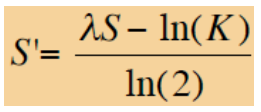 S'= (λS − ln(K)) / ln(2)